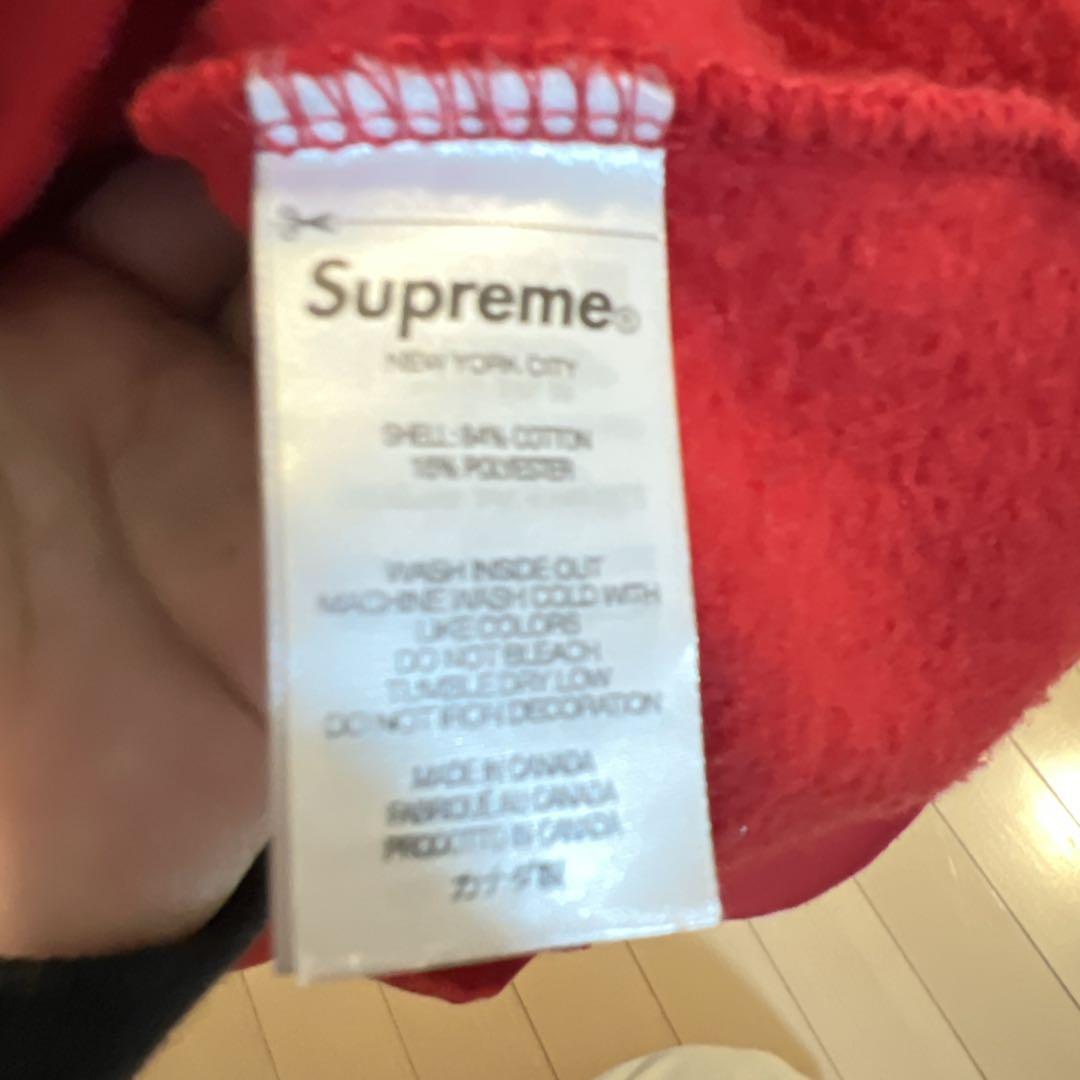 Supreme®
NEW YORK CITY
SHELL: 84% COTTON
16% POLYESTER
WASH INSIDE OUT
MACHINE WASH COLD WITH
LIKE COLORS
DO NOT BLEACH
TUMBLE DRY LOW
DO NOT IRON DECORATION
MADE IN CANADA
FABRIQUÉ AU CANADA
PRODOTTO IN CANADA
カナダ製